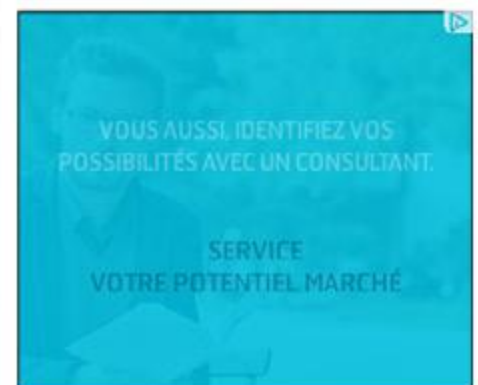 VOUS AUSSI, IDENTIFIEZ VOS
POSSIBILITÉS AVEC UN CONSULTANT.
SERVICE
VOTRE POTENTIEL MARCHÉ